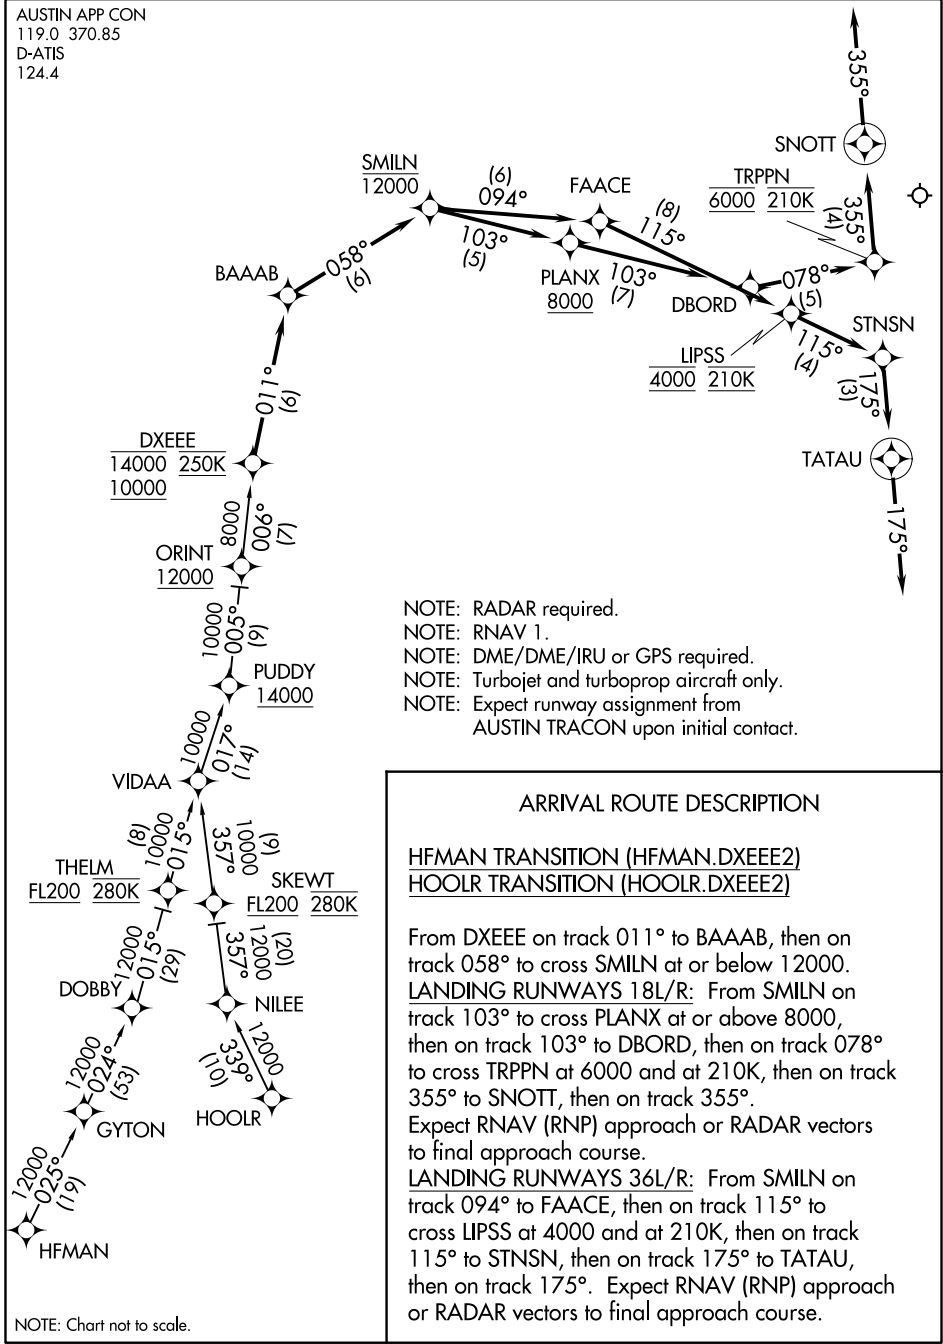 AUSTIN APP CON
119.0 370.85
D-ATIS
124.4
355°
SNOTT
SMILN
12000
(6)
094°
FAACE
TRPPN
6000 210K
355°
(4)
(8)
115°
103°
(5)
BAAAB
058°
(6)
PLANX
8000
103°
(7)
DBORD
078°
(5)
STNSN
LIPSS
4000 210K
115°
(4)
175°
(3)
011°
(6)
DXEEE
14000 250K
10000
TATAU
175°
8000
006°
(7)
ORINT
12000
10000
005°
(9)
PUDDY
14000
NOTE: RADAR required.
NOTE: RNAV 1.
NOTE: DME/DME/IRU or GPS required.
NOTE: Turbojet and turboprop aircraft only.
NOTE: Expect runway assignment from
AUSTIN TRACON upon initial contact.
10000
017°
(14)
VIDAA
(8)
10000
015°
(9)
10000
357°
THELM
FL200 280K
SKEWT
FL200 280K
12000
015°
(29)
(20)
12000
357°
DOBBY
NILEE
12000
024°
(53)
12000
339°
(10)
GYTON
HOOLR
12000
025°
(19)
HFMAN
NOTE: Chart not to scale.
ARRIVAL ROUTE DESCRIPTION
HFMAN TRANSITION (HFMAN.DXEEE2)
HOOLR TRANSITION (HOOLR.DXEEE2)
From DXEEE on track 011° to BAAAB, then on
track 058° to cross SMILN at or below 12000.
LANDING RUNWAYS 18L/R: From SMILN on
track 103° to cross PLANX at or above 8000,
then on track 103° to DBORD, then on track 078°
to cross TRPPN at 6000 and at 210K, then on track
355° to SNOTT, then on track 355°.
Expect RNAV (RNP) approach or RADAR vectors
to final approach course.
LANDING RUNWAYS 36L/R: From SMILN on
track 094° to FAACE, then on track 115° to
cross LIPSS at 4000 and at 210K, then on track
115° to STNSN, then on track 175° to TATAU,
then on track 175°. Expect RNAV (RNP) approach
or RADAR vectors to final approach course.